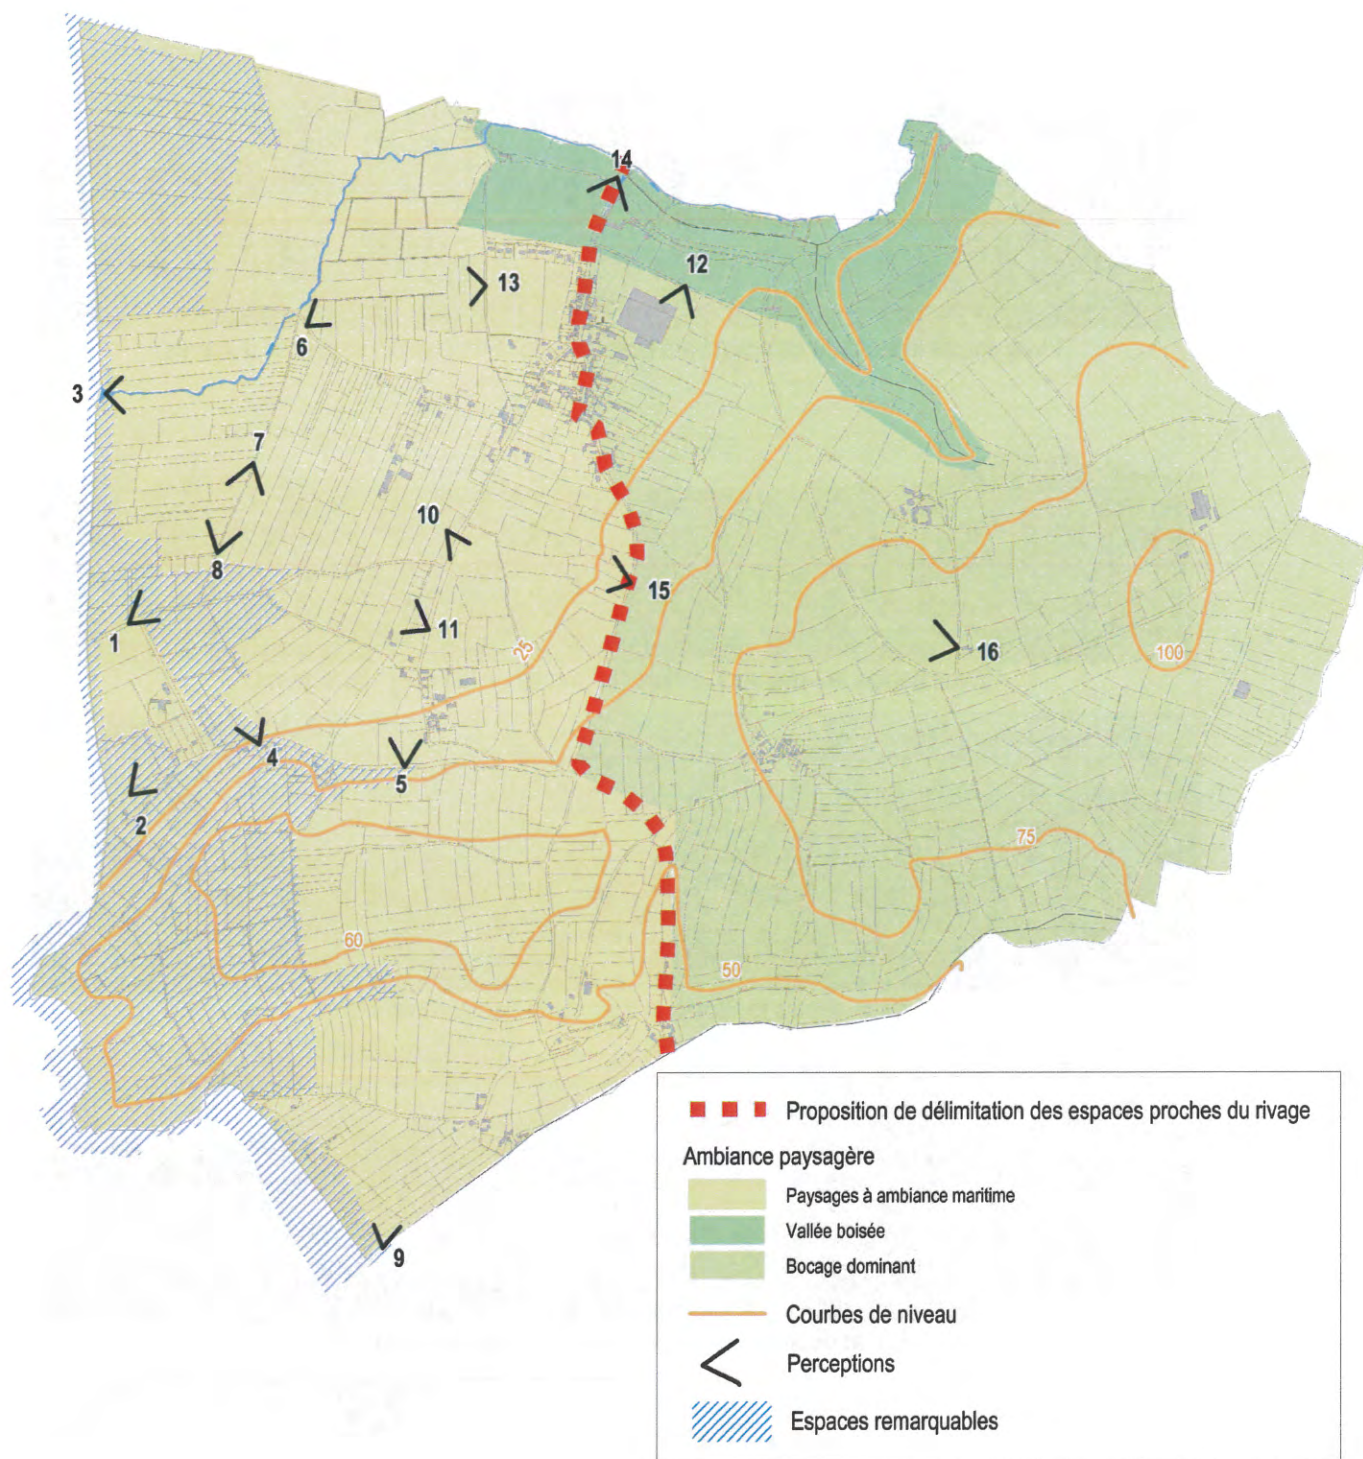 14
12
13
6
3
7
10
8
15
1
11
25
16
100
4
5
2
75
60
50
9
Proposition de délimitation des espaces proches du rivage
Ambiance paysagère
Paysages à ambiance maritime
Vallée boisée
Bocage dominant
Courbes de niveau
Perceptions
Espaces remarquables